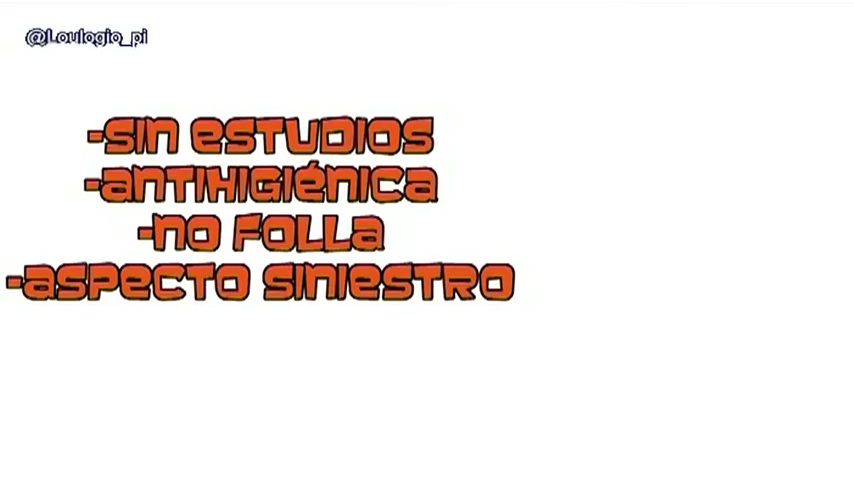 @Loulogio_pi
-sin estudios
-antihigiénica
-no folla
-aspecto siniestro